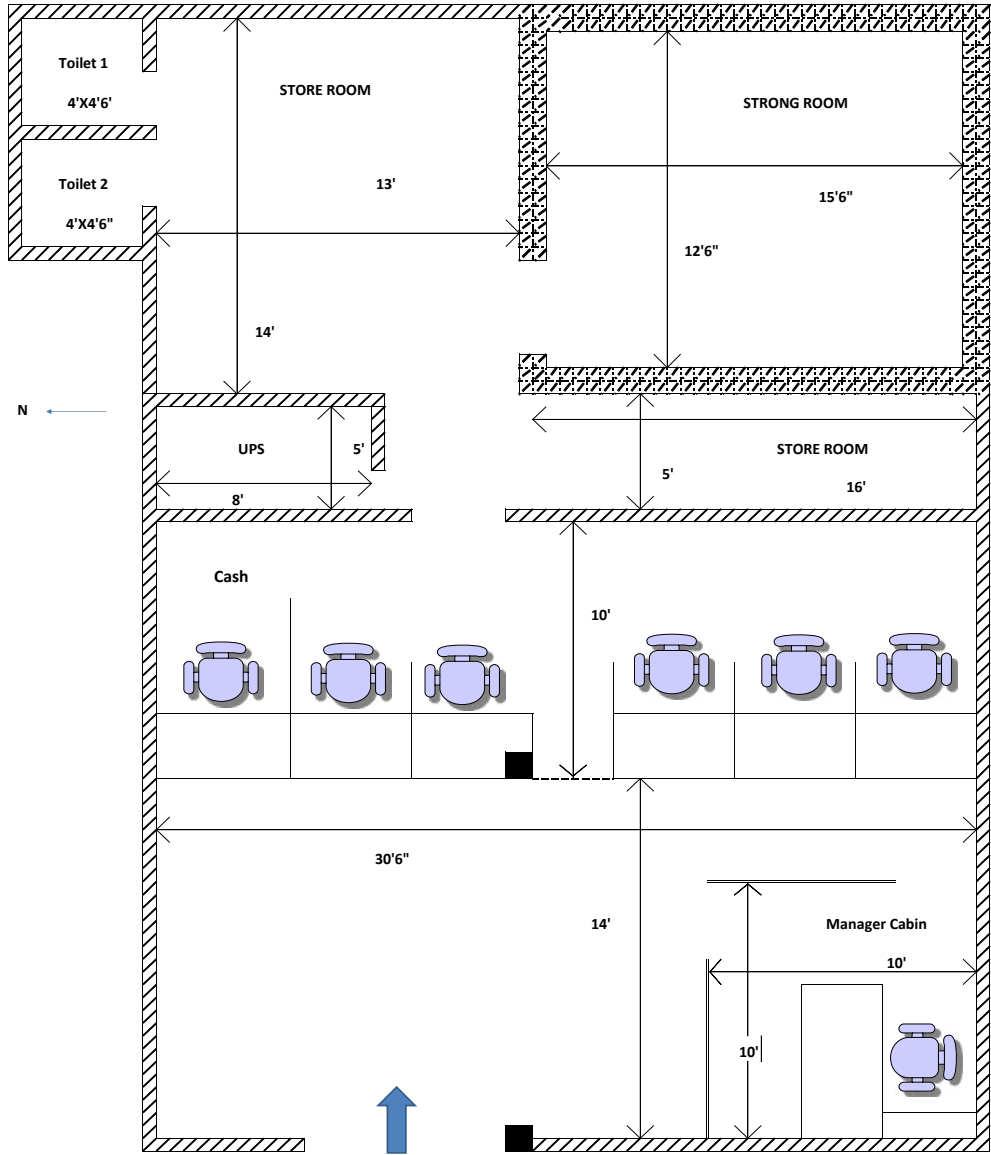 Toilet 1
4'X4'6'
STORE ROOM
STRONG ROOM
Toilet 2
4'X4'6"
13'
15'6"
12'6"
14'
N
UPS
5'
STORE ROOM
5'
16'
8'
Cash
10'
30'6"
14'
Manager Cabin
10'
10'